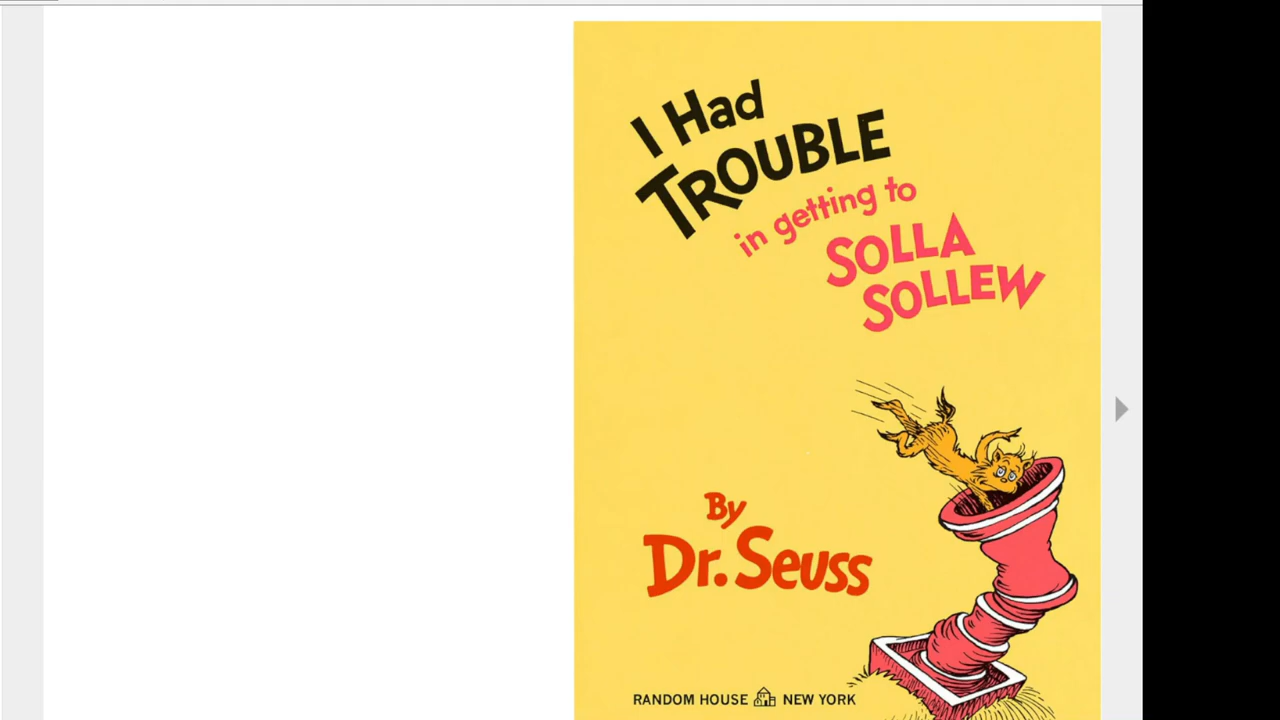 I Had
TROUBLE
in getting to
SOLLA
SOLLEW
By
Dr. Seuss
RANDOM HOUSE NEW YORK